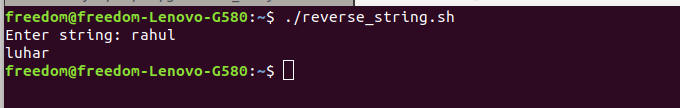 freedom@freedom-Lenovo-G580:~$ ./reverse_string.sh
Enter string: rahul
luhar
freedom@freedom-Lenovo-G580:~$